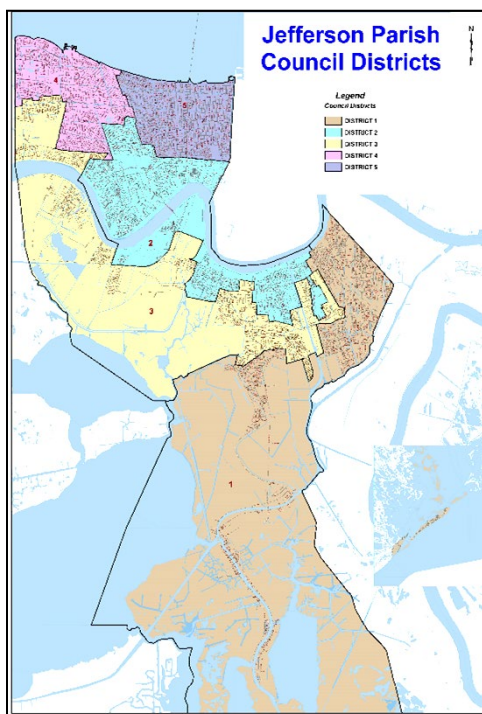 Jefferson Parish
Council Districts
N
Legend
Council Districts
DISTRICT 1
DISTRICT 2
DISTRICT 3
DISTRICT 4
DISTRICT 5
4
5
2
3
1